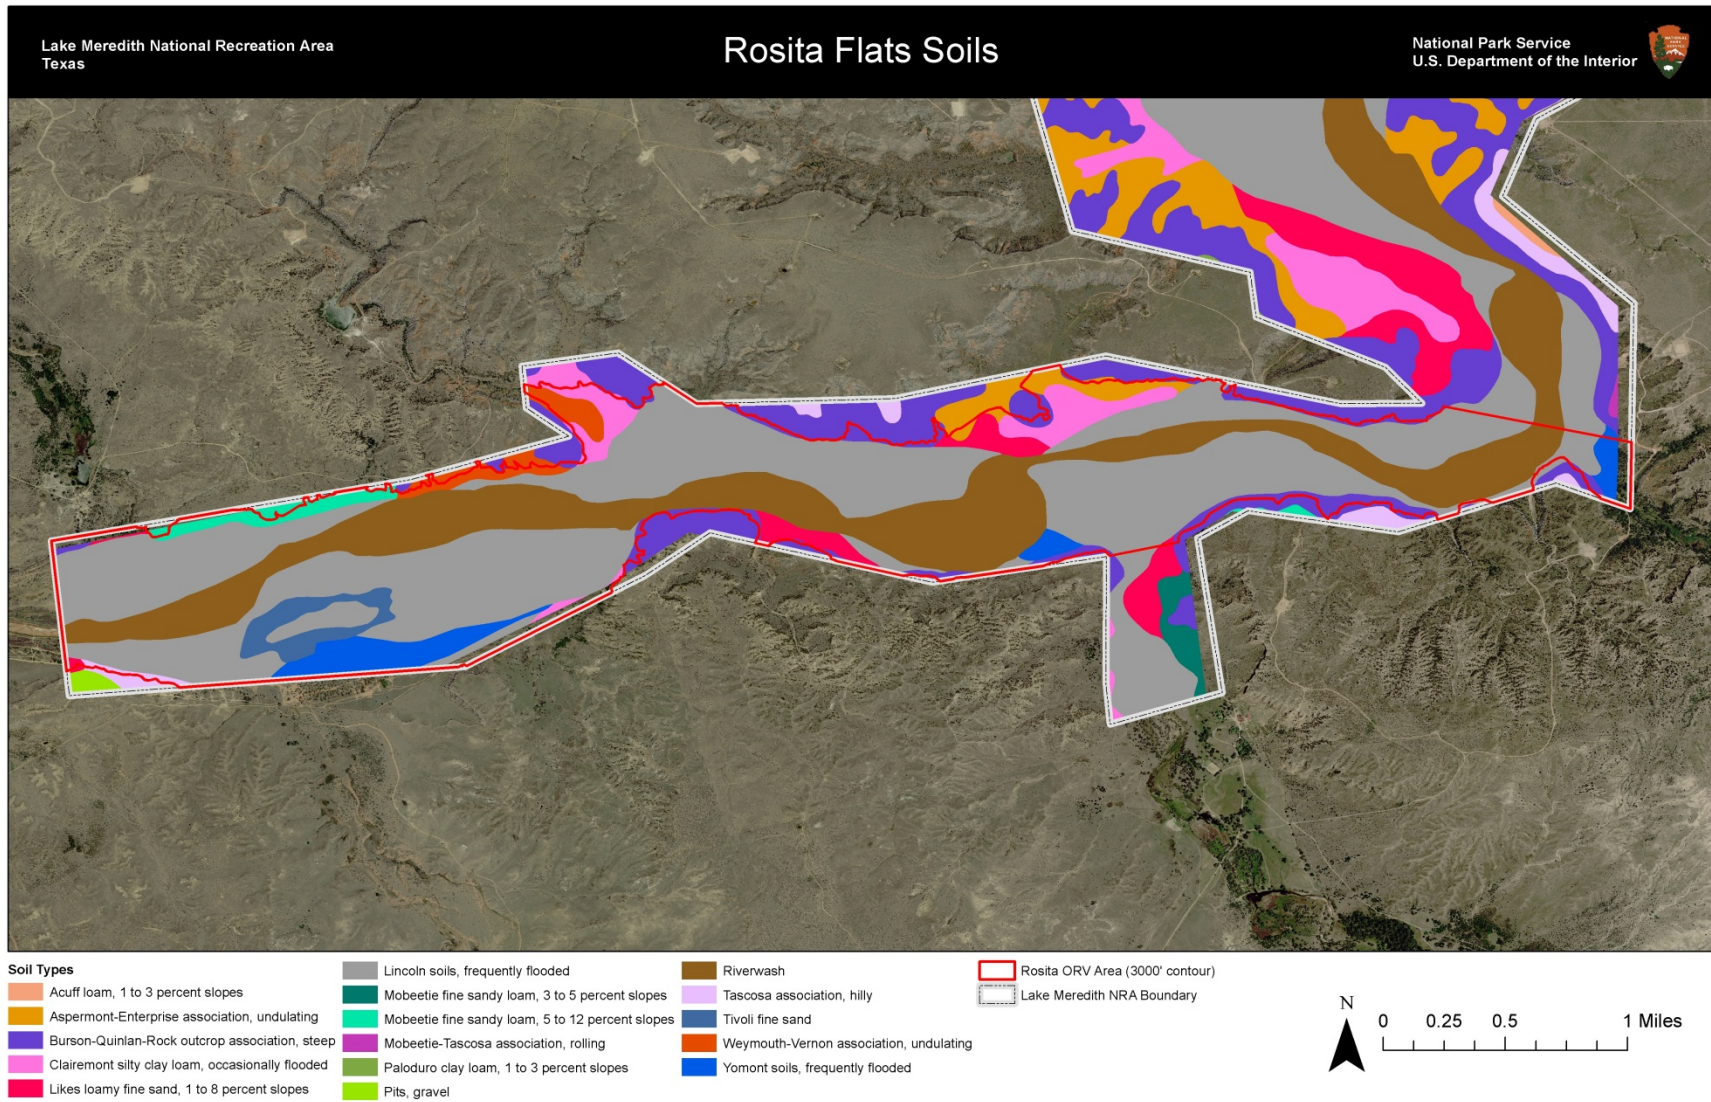 Lake Meredith National Recreation Area
Texas
Rosita Flats Soils
National Park Service
U.S. Department of the Interior
NATIONAL
PARK
SERVICE
Soil Types
Acuff loam, 1 to 3 percent slopes
Aspermont-Enterprise association, undulating
Burson-Quinlan-Rock outcrop association, steep
Clairemont silty clay loam, occasionally flooded
Likes loamy fine sand, 1 to 8 percent slopes
Lincoln soils, frequently flooded
Mobeetie fine sandy loam, 3 to 5 percent slopes
Mobeetie fine sandy loam, 5 to 12 percent slopes
Mobeetie-Tascosa association, rolling
Paloduro clay loam, 1 to 3 percent slopes
Pits, gravel
Riverwash
Tascosa association, hilly
Tivoli fine sand
Weymouth-Vernon association, undulating
Yomont soils, frequently flooded
Rosita ORV Area (3000' contour)
Lake Meredith NRA Boundary
N
0 0.25 0.5 1 Miles